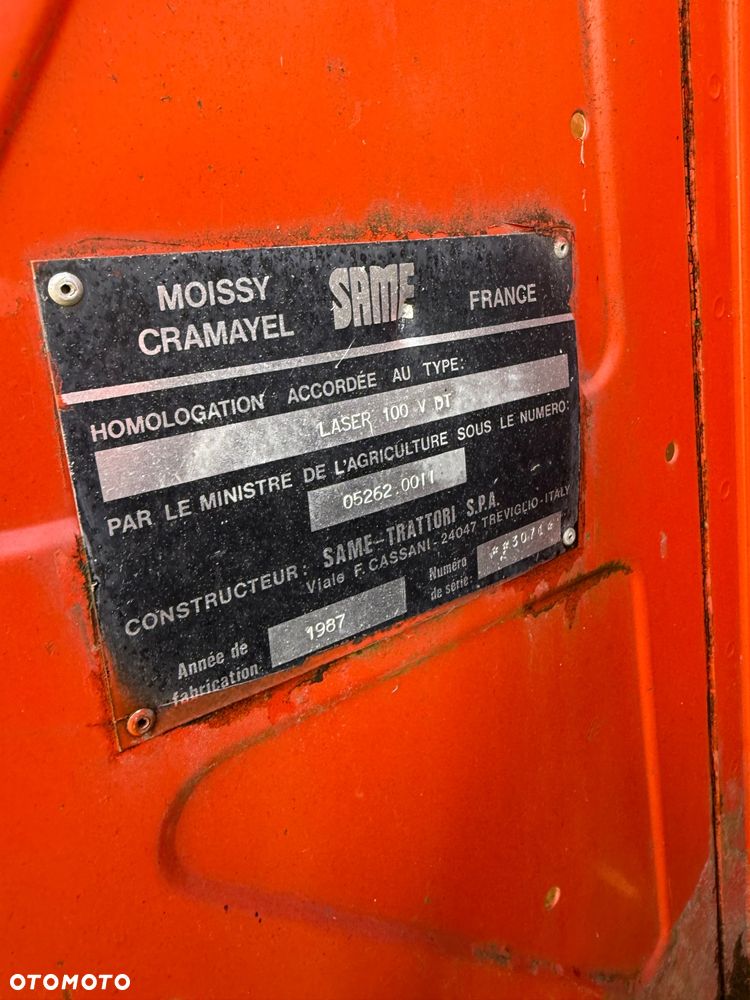 MOISSY SAME FRANCE
CRAMAYEL
HOMOLOGATION ACCORDÉE AU TYPE:
LASER 100 V DT
PAR LE MINISTRE DE L'AGRICULTURE SOUS LE NUMERO:
05262.0011
CONSTRUCTEUR: SAME-TRATTORI S.P.A.
Viale F. CASSANI - 24047 TREVIGLIO-ITALY
Année de fabrication 1987
Numéro de série:
OTOMOTO